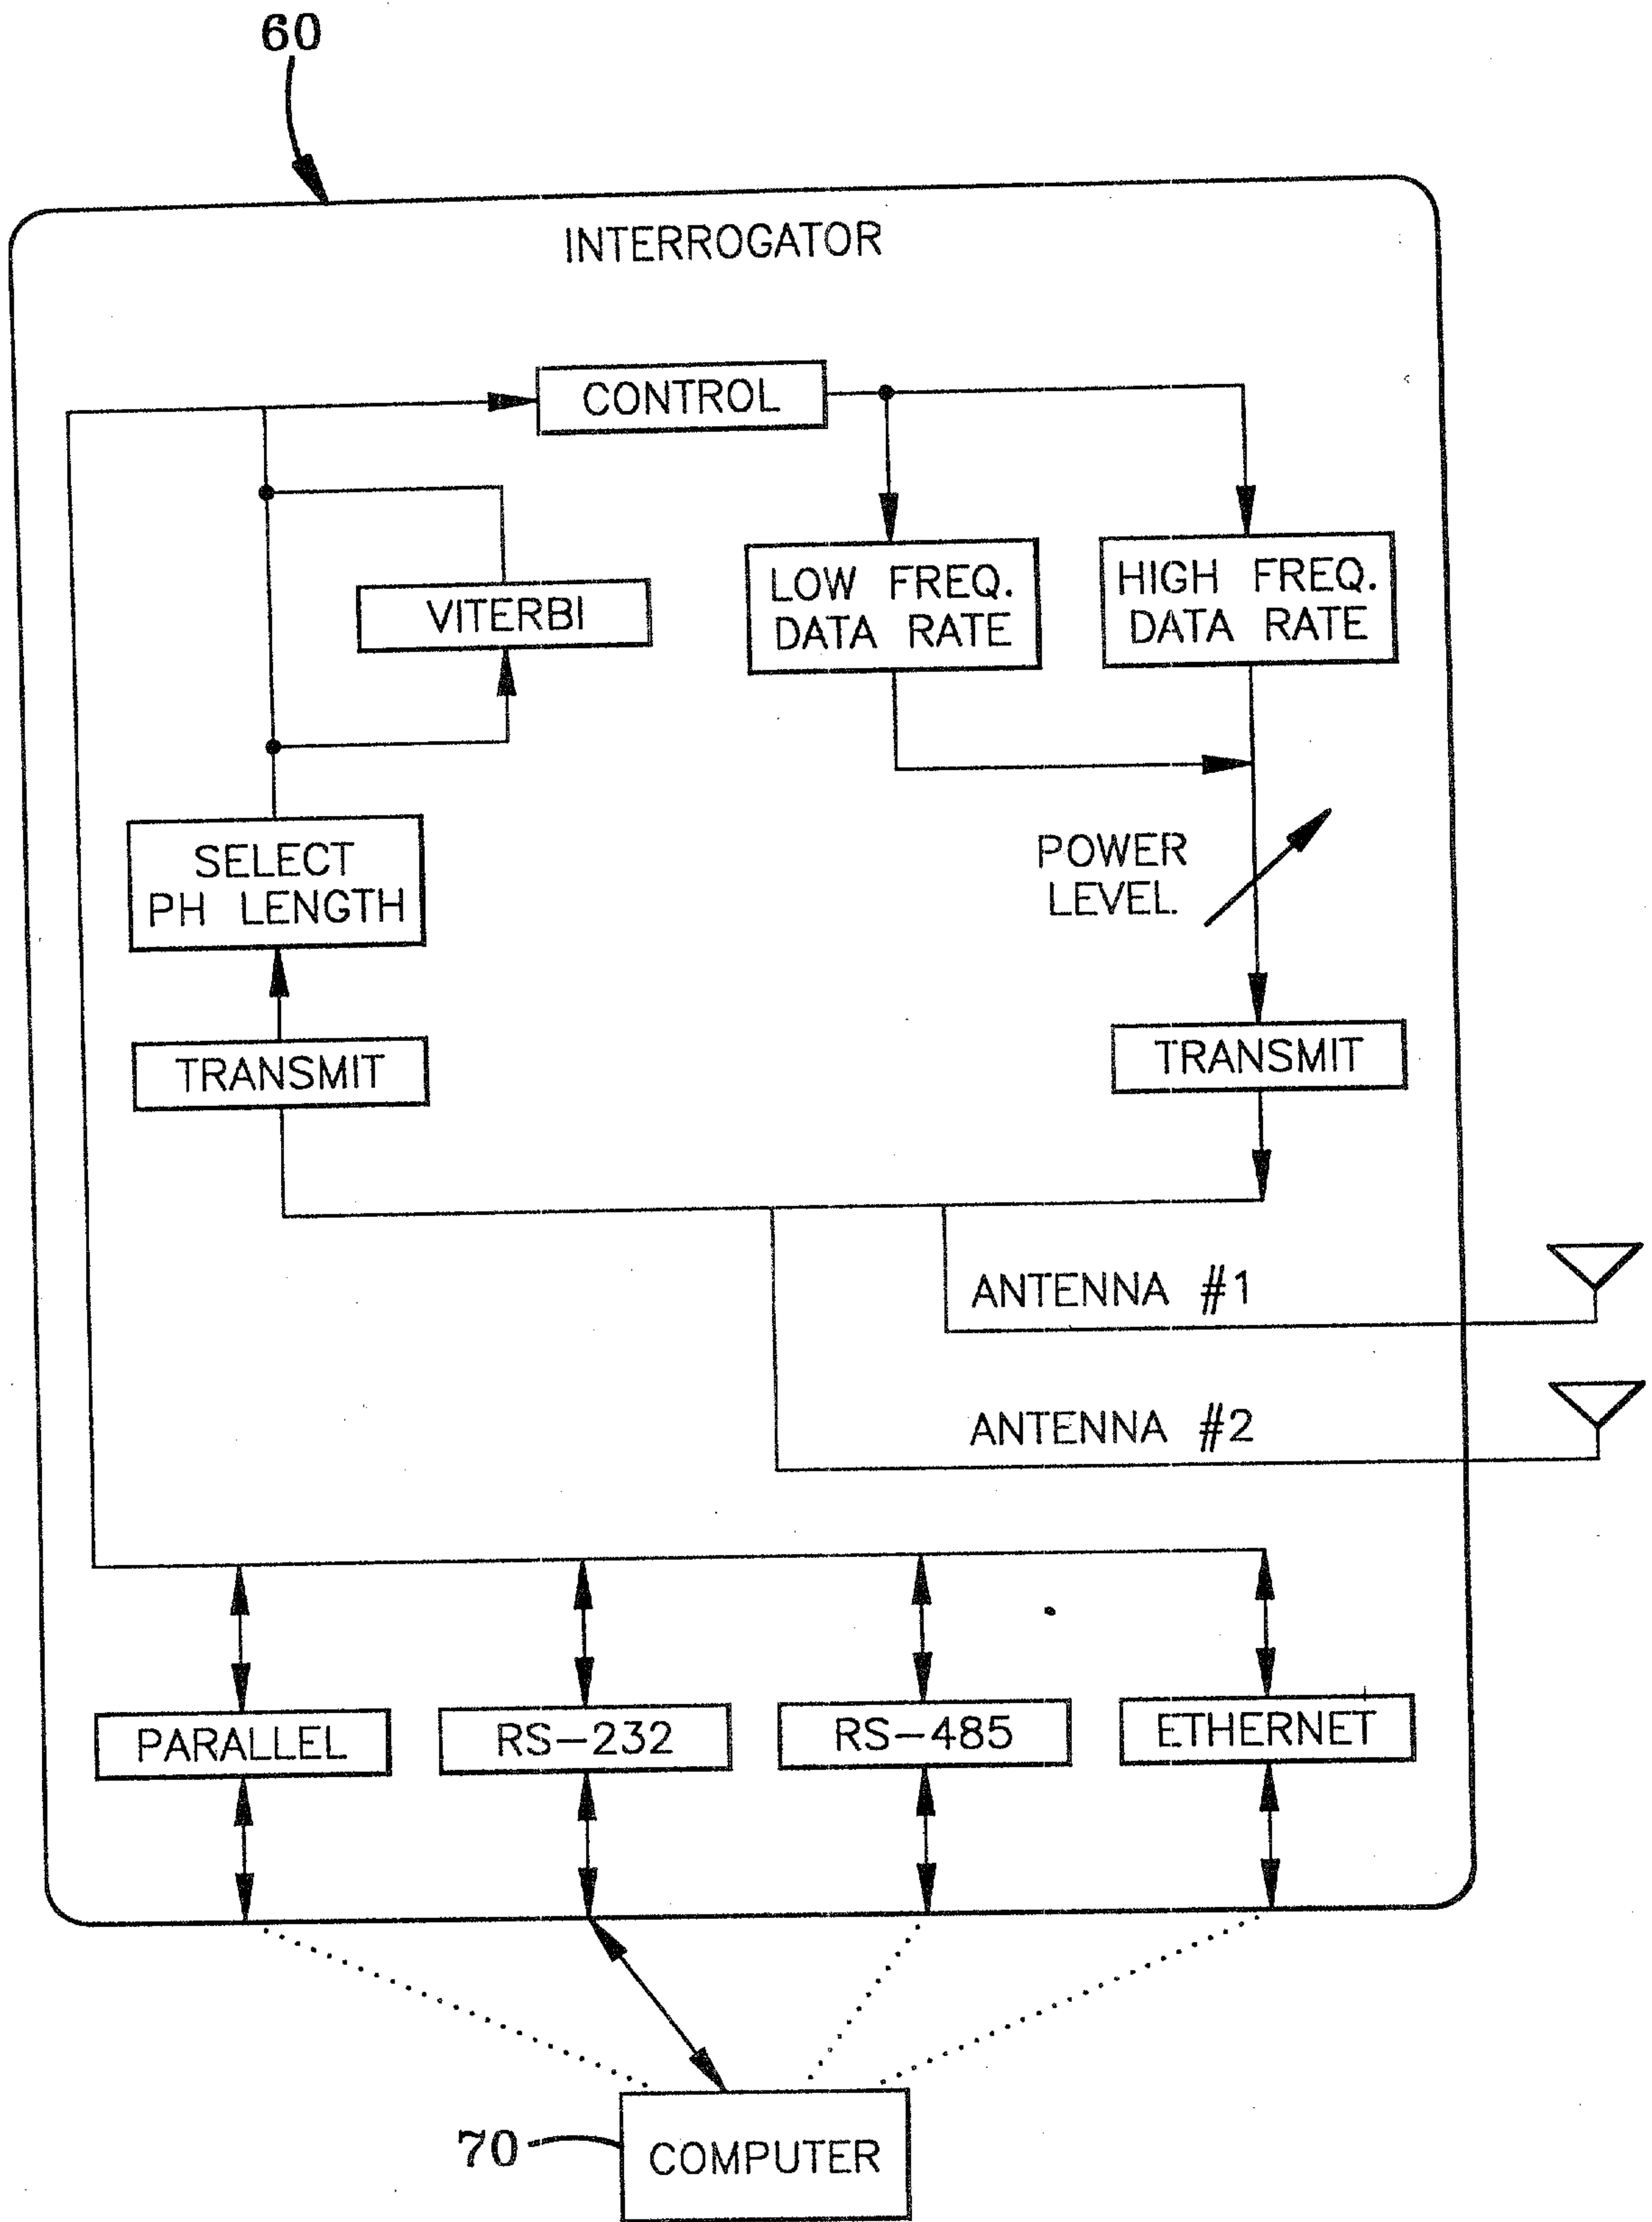 60
INTERROGATOR
CONTROL
LOW FREQ.
DATA RATE
HIGH FREQ.
DATA RATE
VITERBI
SELECT
PH LENGTH
POWER
LEVEL
TRANSMIT
TRANSMIT
ANTENNA #1
ANTENNA #2
PARALLEL
RS-232
RS-485
ETHERNET
70
COMPUTER